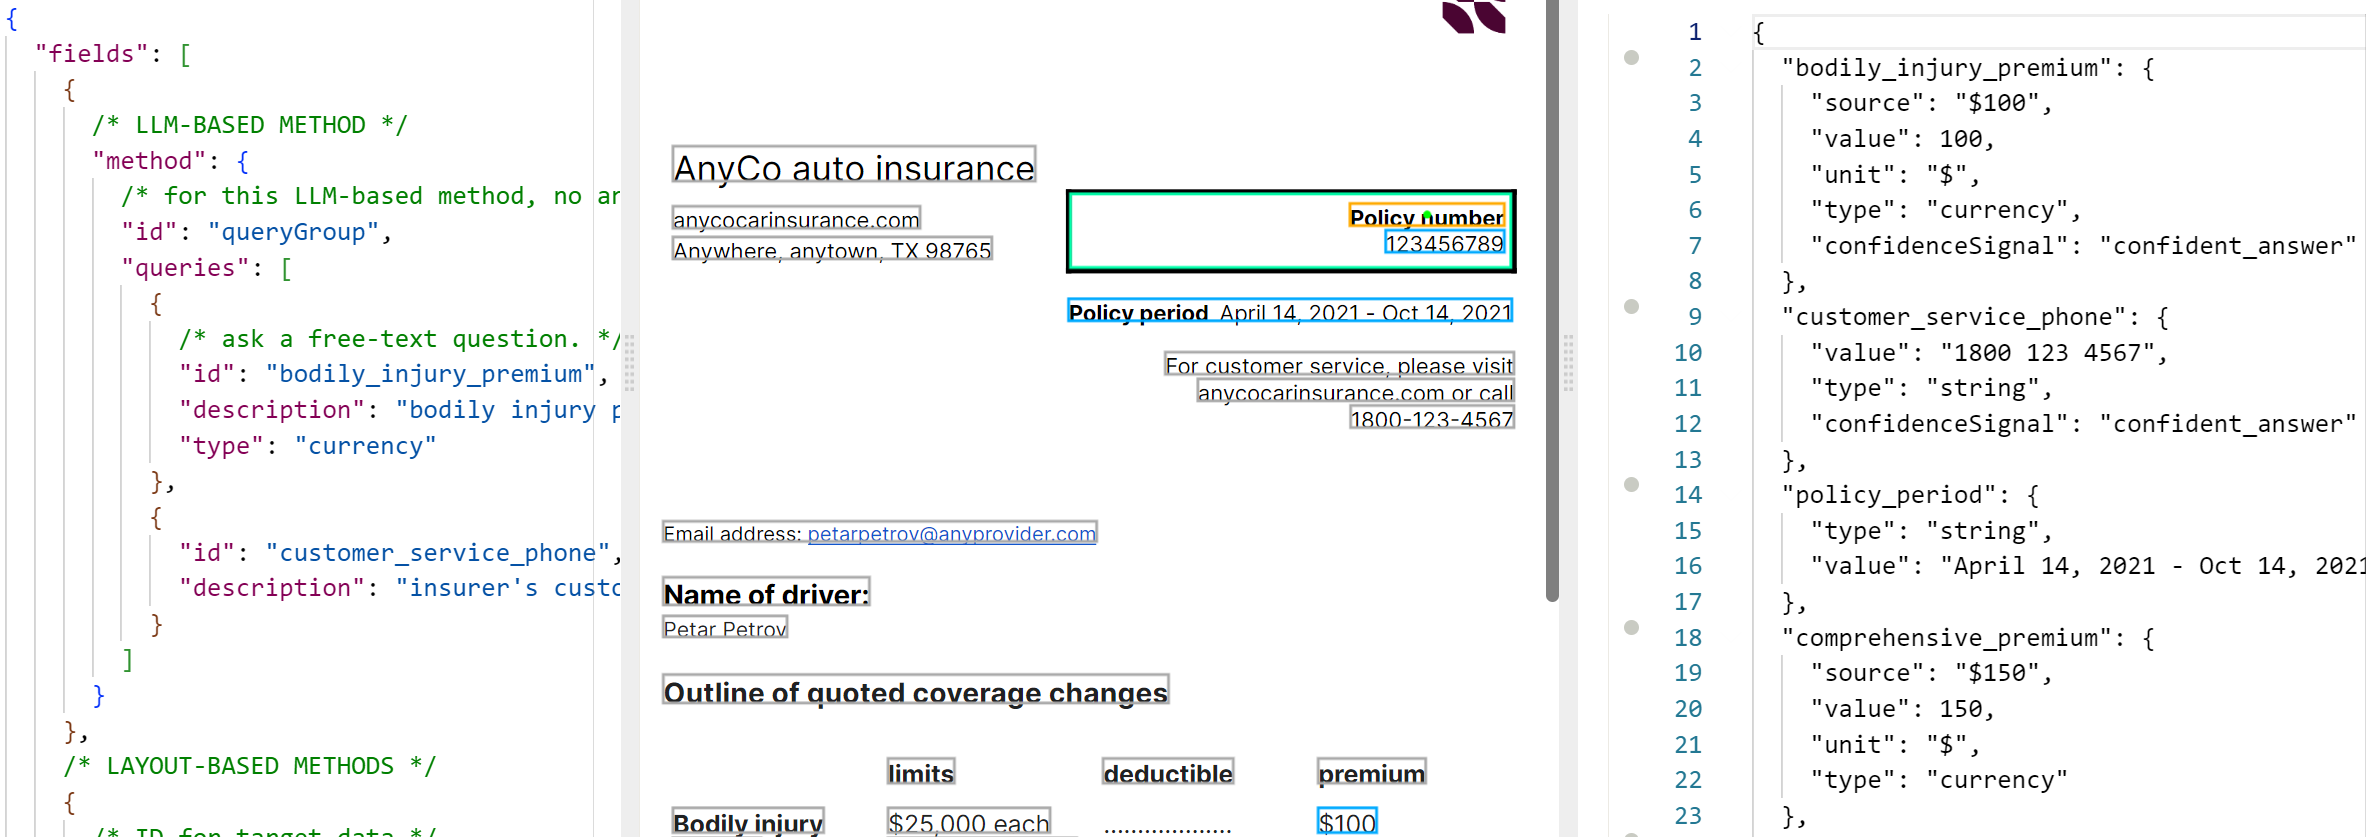 {
"fields": [
{
/* LLM-BASED METHOD */
"method": {
/* for this LLM-based method, no an
"id": "queryGroup",
"queries": [
{
/* ask a free-text question. */
"id": "bodily_injury_premium",
"description": "bodily injury p
"type": "currency"
},
{
"id": "customer_service_phone",
"description": "insurer's custo
}
]
}
},
/* LAYOUT-BASED METHODS */
{
/* ID for target data */
AnyCo auto insurance
anycocarinsurance.com
Anywhere, anytown, TX 98765
Policy number
123456789
Policy period April 14, 2021 - Oct 14, 2021
For customer service, please visit
anycocarinsurance.com or call
1800-123-4567
Email address: petarpetrov@anyprovider.com
Name of driver:
Petar Petrov
Outline of quoted coverage changes
limits deductible premium
Bodily injury $25,000 each ................... $100
1 {
2 "bodily_injury_premium": {
3 "source": "$100",
4 "value": 100,
5 "unit": "$",
6 "type": "currency",
7 "confidenceSignal": "confident_answer"
8 },
9 "customer_service_phone": {
10 "value": "1800 123 4567",
11 "type": "string",
12 "confidenceSignal": "confident_answer"
13 },
14 "policy_period": {
15 "type": "string",
16 "value": "April 14, 2021 - Oct 14, 2021
17 },
18 "comprehensive_premium": {
19 "source": "$150",
20 "value": 150,
21 "unit": "$",
22 "type": "currency"
23 },